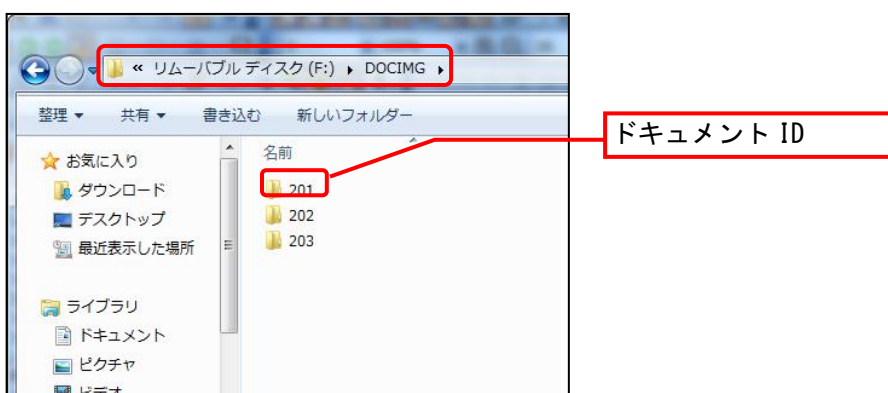 « リムーバブル ディスク (F:) ▸ DOCIMG ▸
整理 ▼ 共有 ▼ 書き込む 新しいフォルダー
お気に入り
ダウンロード
デスクトップ
最近表示した場所
ライブラリ
ドキュメント
ピクチャ
ビデオ
名前
201
202
203
ドキュメント ID